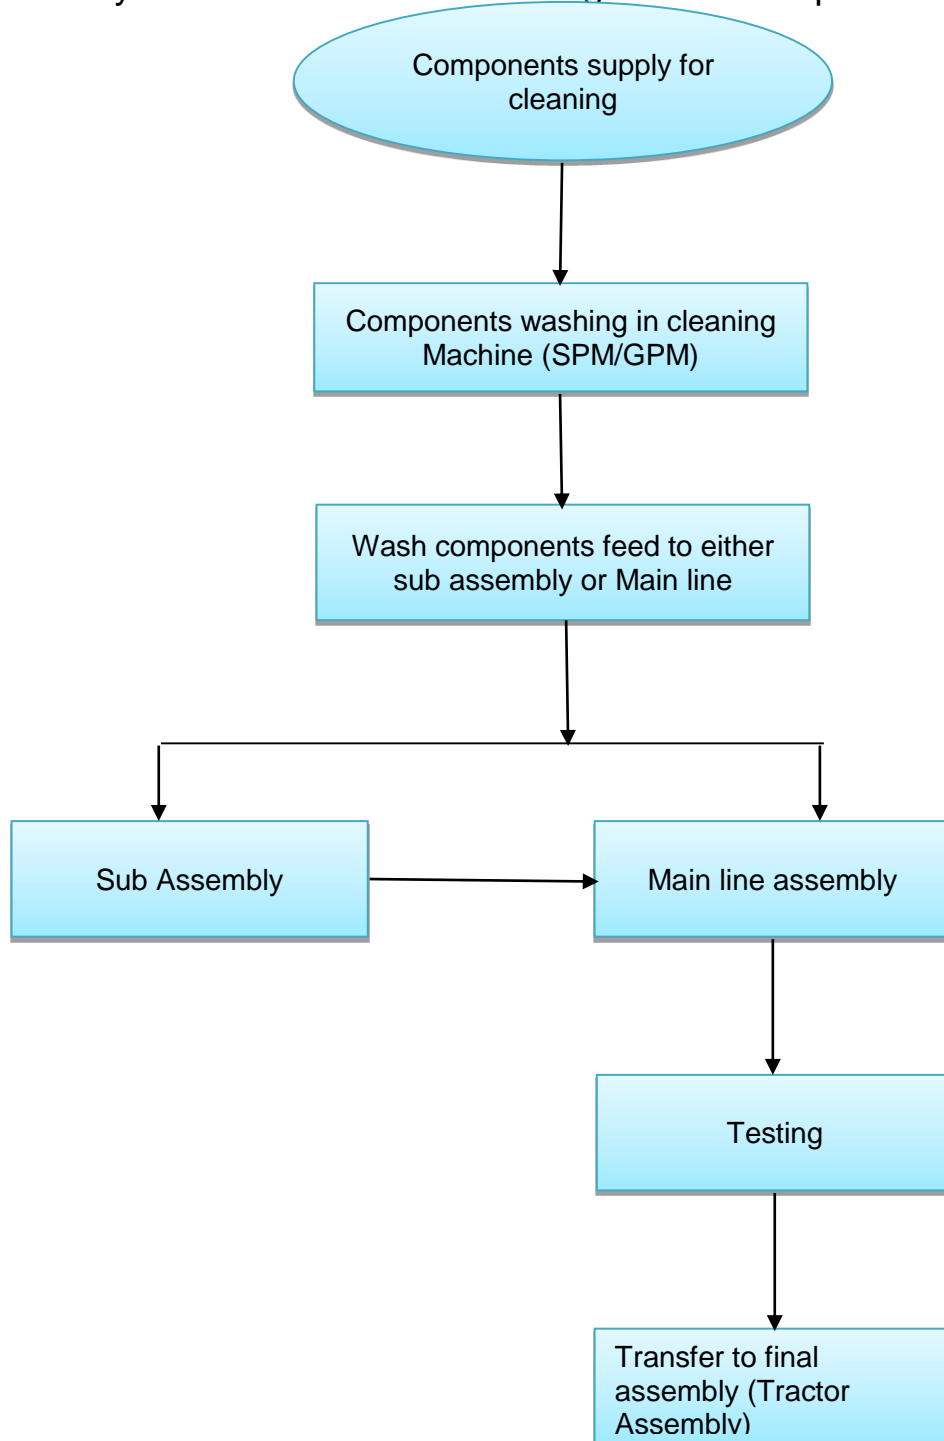 Components supply for
cleaning
Components washing in cleaning
Machine (SPM/GPM)
Wash components feed to either
sub assembly or Main line
Sub Assembly
Main line assembly
Testing
Transfer to final
assembly (Tractor
Assembly)